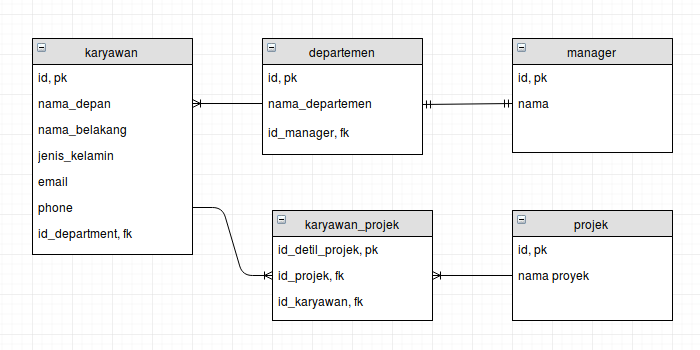 karyawan
id, pk
nama_depan
nama_belakang
jenis_kelamin
email
phone
id_department, fk
departemen
id, pk
nama_departemen
id_manager, fk
manager
id, pk
nama
karyawan_projek
id_detil_projek, pk
id_projek, fk
id_karyawan, fk
projek
id, pk
nama proyek